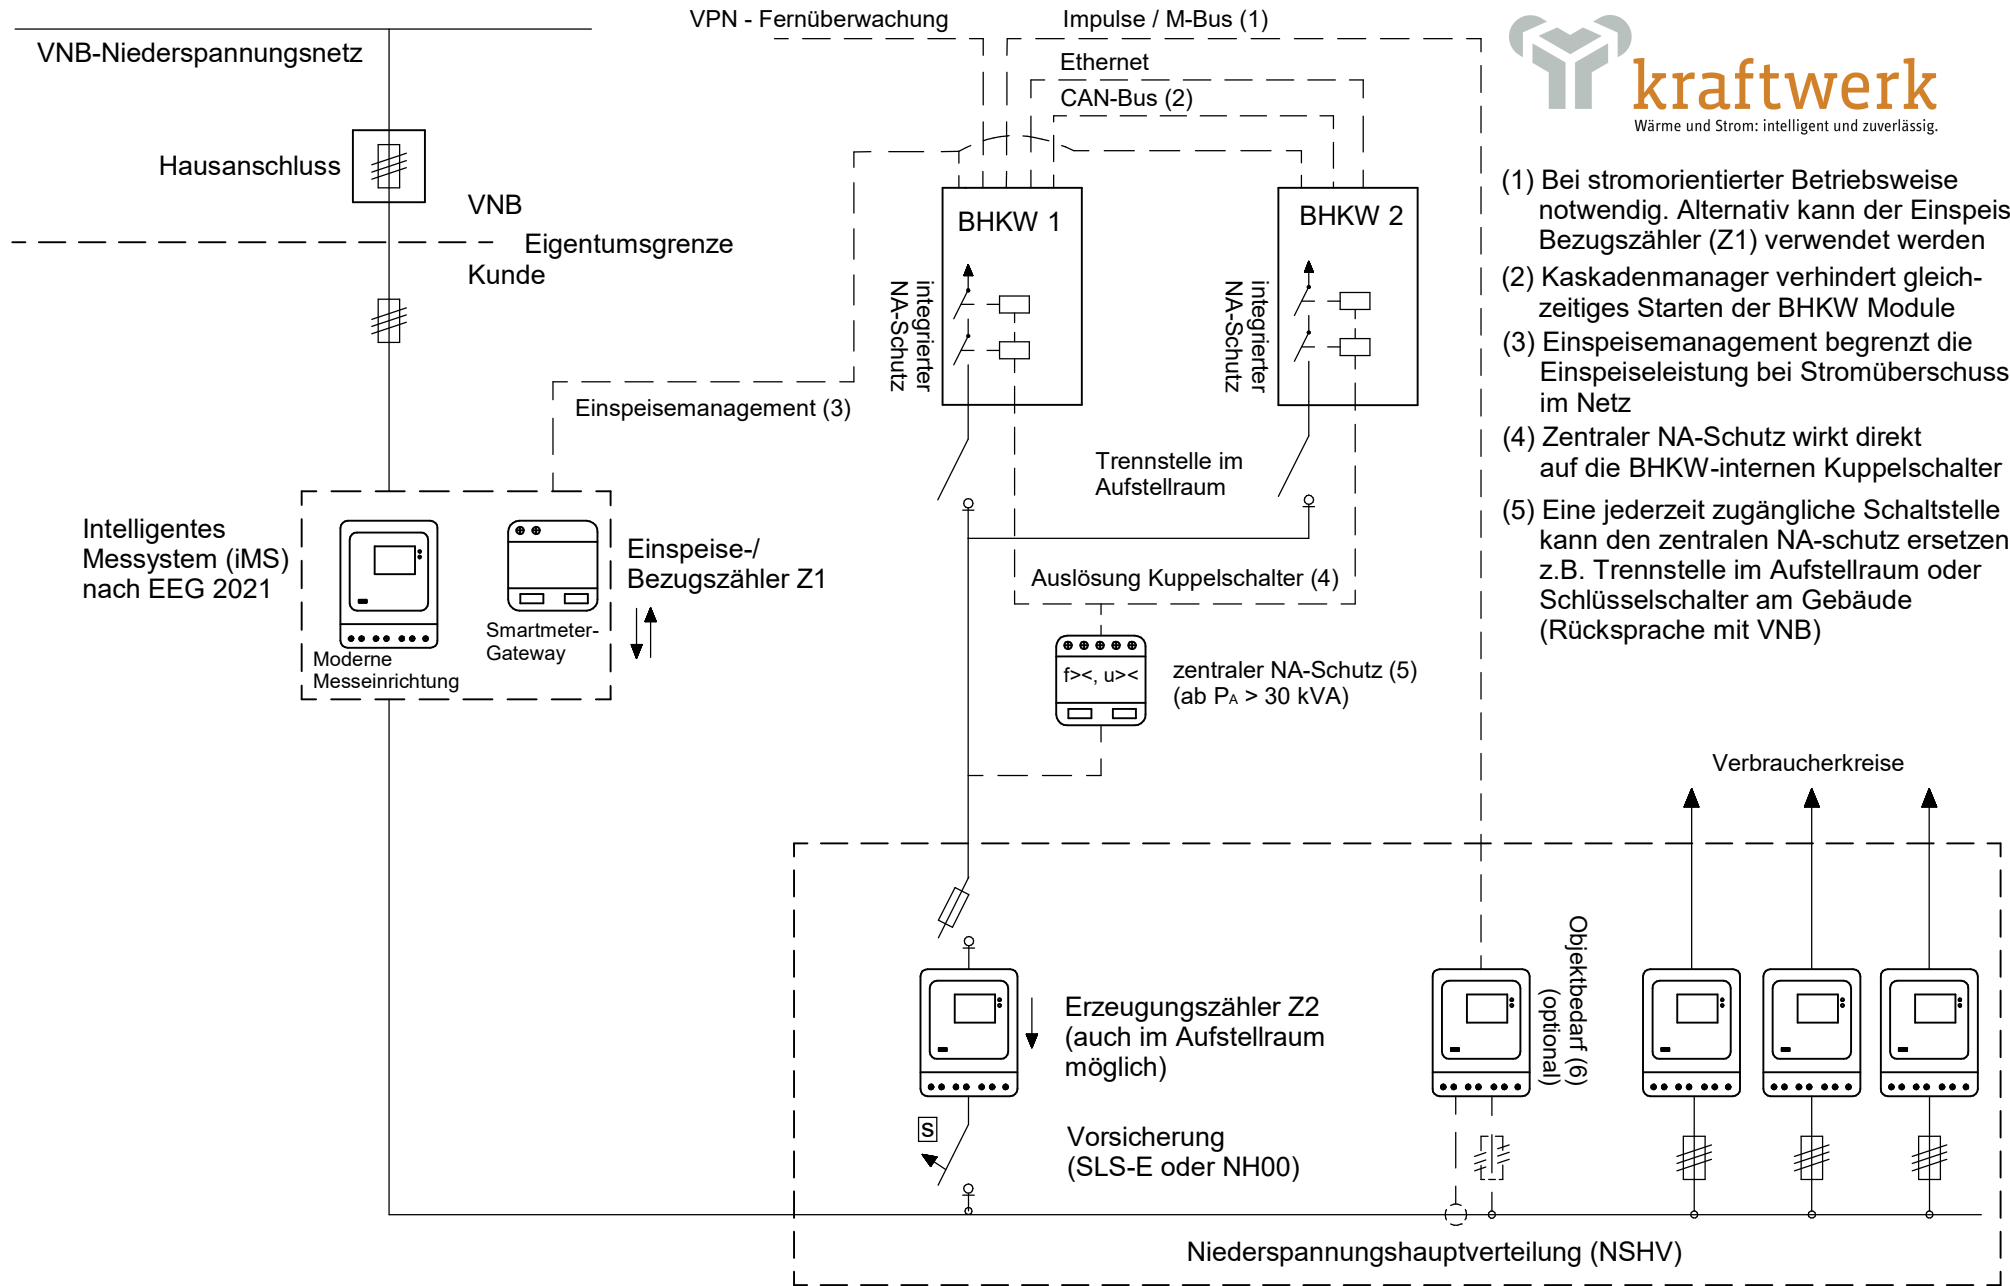 VPN - Fernüberwachung
Impulse / M-Bus (1)
VNB-Niederspannungsnetz
Ethernet
CAN-Bus (2)
kraftwerk
Wärme und Strom: intelligent und zuverlässig.
Hausanschluss
VNB
Eigentumsgrenze
Kunde
BHKW 1
integrierter
NA-Schutz
BHKW 2
integrierter
NA-Schutz
(1) Bei stromorientierter Betriebsweise
notwendig. Alternativ kann der Einspeis
Bezugszähler (Z1) verwendet werden
(2) Kaskadenmanager verhindert gleich-
zeitiges Starten der BHKW Module
(3) Einspeisemanagement begrenzt die
Einspeiseleistung bei Stromüberschuss
im Netz
(4) Zentraler NA-Schutz wirkt direkt
auf die BHKW-internen Kuppelschalter
(5) Eine jederzeit zugängliche Schaltstelle
kann den zentralen NA-schutz ersetzen
z.B. Trennstelle im Aufstellraum oder
Schlüsselschalter am Gebäude
(Rücksprache mit VNB)
Einspeisemanagement (3)
Trennstelle im
Aufstellraum
Intelligentes
Messystem (iMS)
nach EEG 2021
Moderne
Messeinrichtung
Smartmeter-
Gateway
Einspeise-/
Bezugszähler Z1
Auslösung Kuppelschalter (4)
f><, u><
zentraler NA-Schutz (5)
(ab PA > 30 kVA)
Verbraucherkreise
Erzeugungszähler Z2
(auch im Aufstellraum
möglich)
Objektbedarf (6)
(optional)
S
Vorsicherung
(SLS-E oder NH00)
Niederspannungshauptverteilung (NSHV)